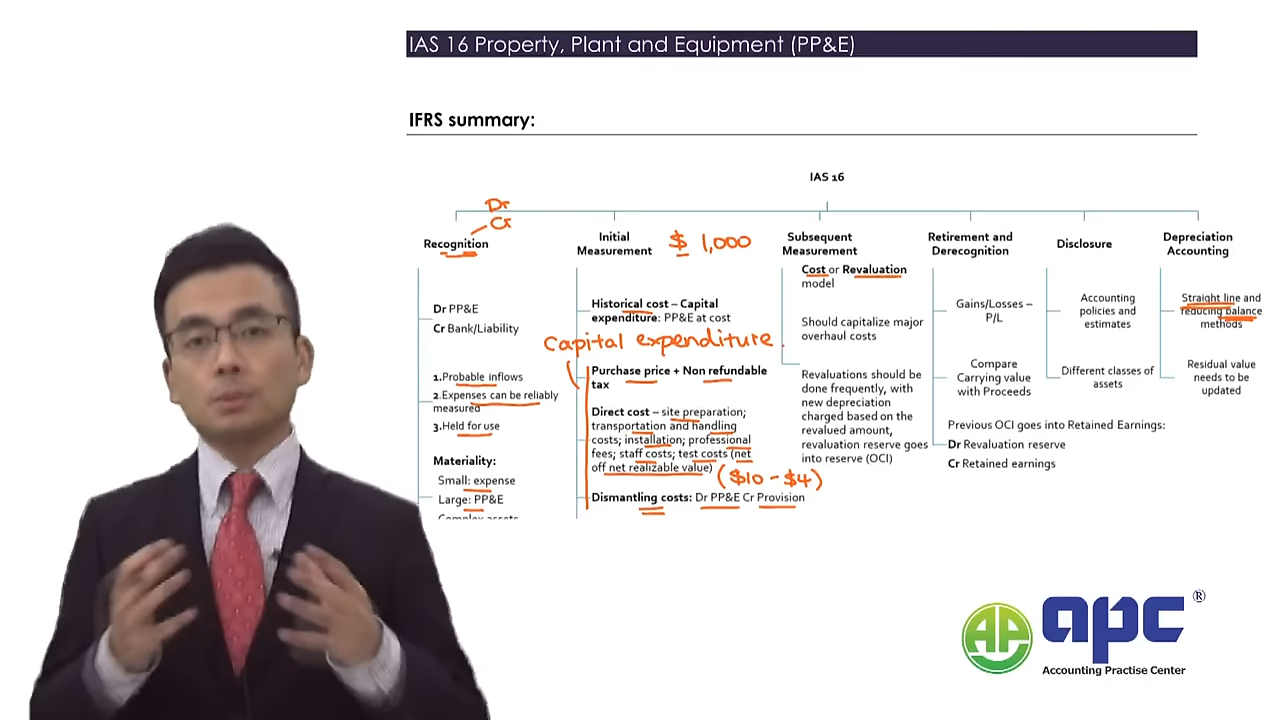 IAS 16 Property, Plant and Equipment (PP&E)
IFRS summary:
IAS 16
Dr
Cr
Recognition
Dr PP&E
Cr Bank/Liability
1.Probable inflows
2.Expenses can be reliably
measured
3.Held for use
Materiality:
Small: expense
Large: PP&E
Complex assets
Initial
Measurement
$ 1,000
Historical cost – Capital
expenditure: PP&E at cost
Capital expenditure.
Purchase price + Non refundable
tax
Direct cost – site preparation;
transportation and handling
costs; installation; professional
fees; staff costs; test costs (net
off net realizable value)
($10 - $4)
Dismantling costs: Dr PP&E Cr Provision
Subsequent
Measurement
Cost or Revaluation
model
Should capitalize major
overhaul costs
Revaluations should be
done frequently, with
new depreciation
charged based on the
revalued amount,
revaluation reserve goes
into reserve (OCI)
Retirement and
Derecognition
Gains/Losses –
P/L
Compare
Carrying value
with Proceeds
Previous OCI goes into Retained Earnings:
Dr Revaluation reserve
Cr Retained earnings
Disclosure
Accounting
policies and
estimates
Different classes of
assets
Depreciation
Accounting
Straight line and
reducing balance
methods
Residual value
needs to be
updated
AP
apc ®
Accounting Practise Center